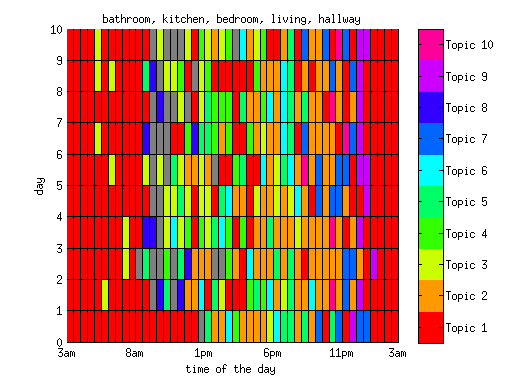 bathroom, kitchen, bedroom, living, hallway
10
9
8
7
6
5
4
3
2
1
0
day
3am
8am
1pm
6pm
11pm
3am
time of the day
Topic 10
Topic 9
Topic 8
Topic 7
Topic 6
Topic 5
Topic 4
Topic 3
Topic 2
Topic 1